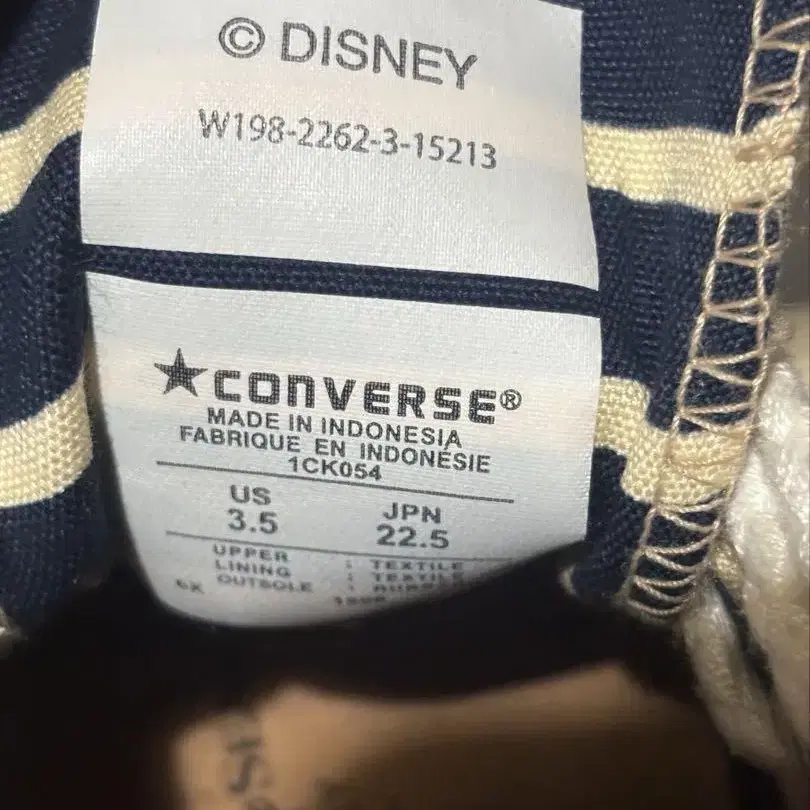 © DISNEY
W198-2262-3-15213
★CONVERSE®
MADE IN INDONESIA
FABRIQUE EN INDONÉSIE
1CK054
US JPN
3.5 22.5
UPPER : TEXTILE
LINING : TEXTILE
OUTSOLE :